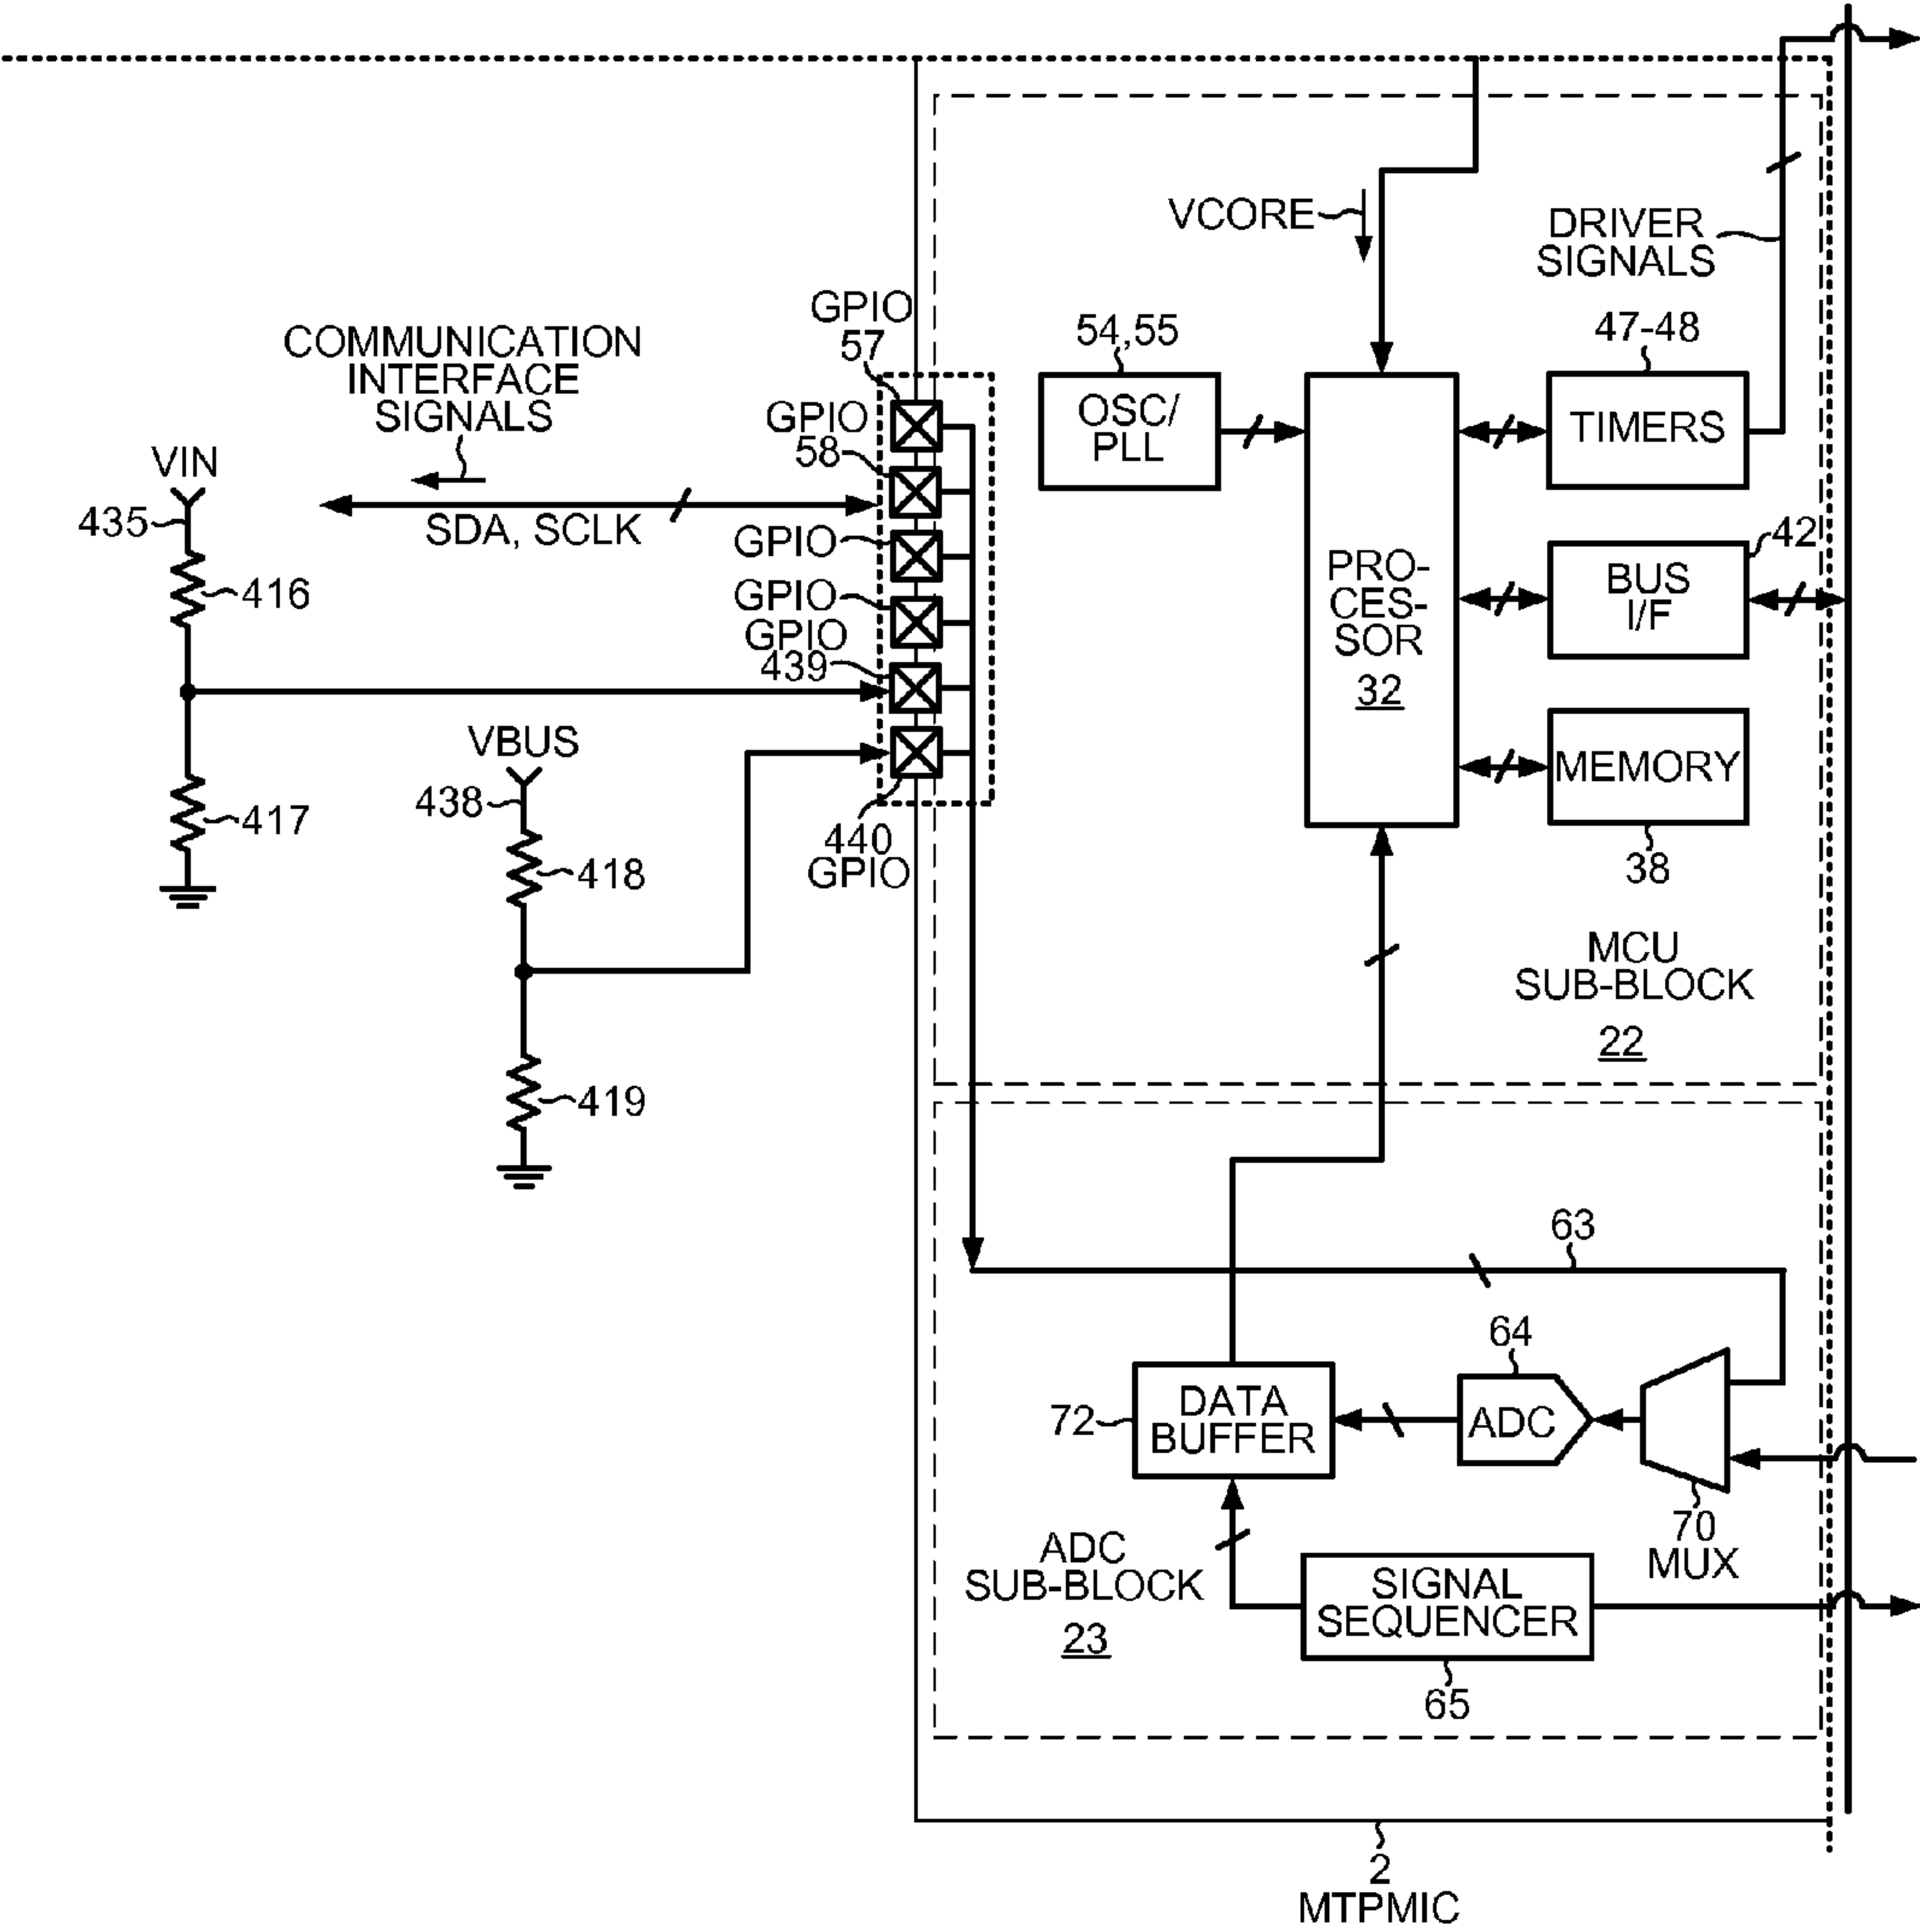 VCORE
DRIVER
SIGNALS
GPIO
57
COMMUNICATION
INTERFACE
SIGNALS
54,55
47-48
OSC/
PLL
TIMERS
GPIO
58
VIN
435
SDA, SCLK
GPIO
42
416
GPIO
PRO-
CES-
SOR
32
BUS
I/F
GPIO
439
VBUS
438
MEMORY
417
440
GPIO
418
38
MCU
SUB-BLOCK
22
419
63
64
72
DATA
BUFFER
ADC
70
MUX
ADC
SUB-BLOCK
23
SIGNAL
SEQUENCER
65
2
MTPMIC